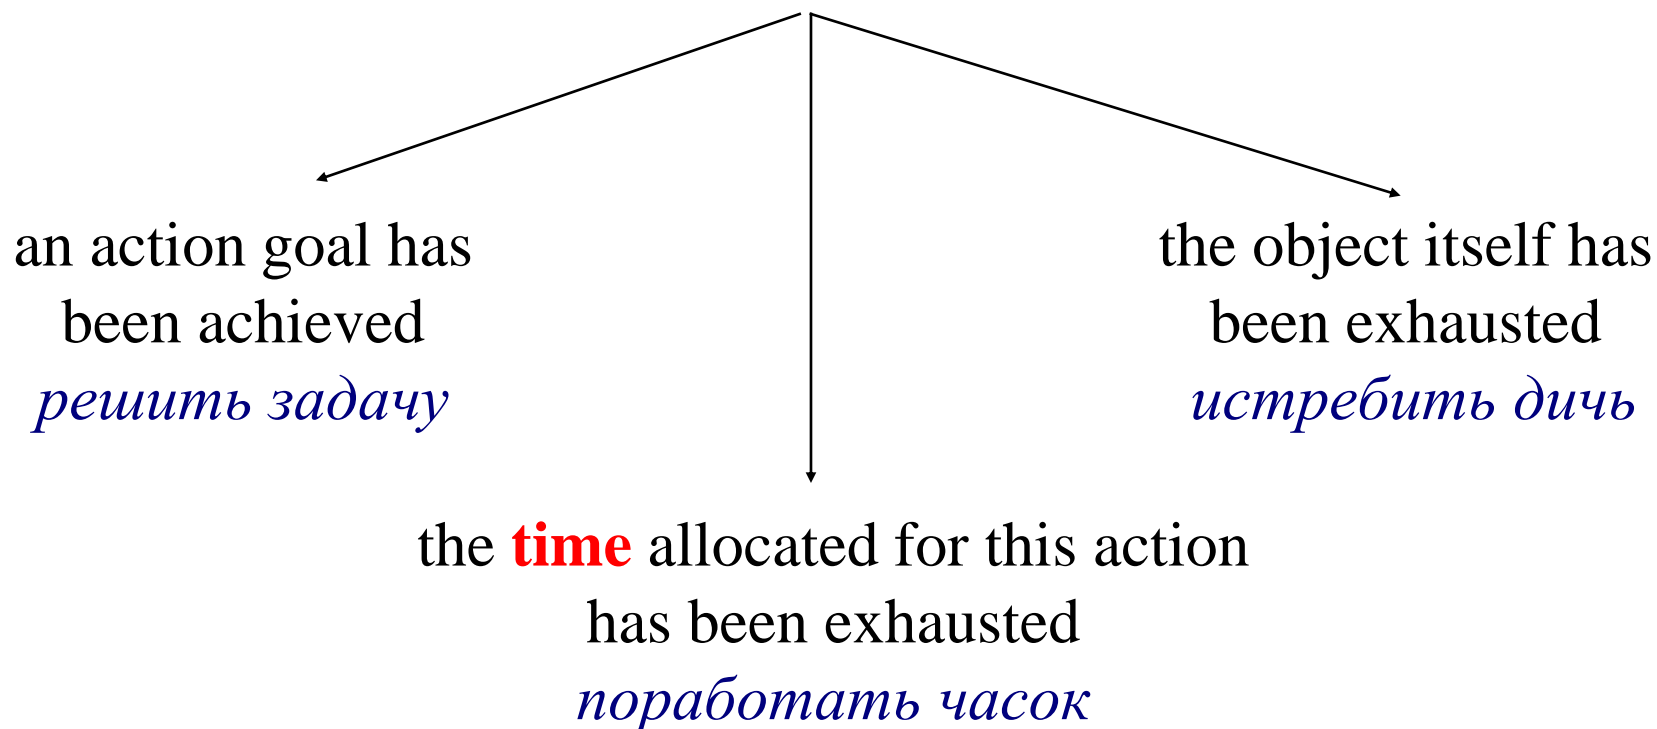 an action goal has
been achieved
решить задачу
the object itself has
been exhausted
истребить дичь
the time allocated for this action
has been exhausted
поработать часок